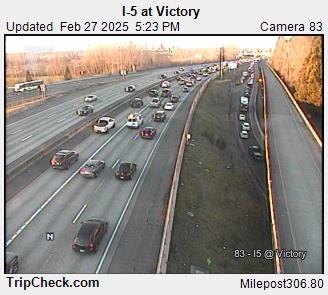 I-5 at Victory
Updated  Feb 27 2025  5:23 PM
Camera 83
N
83 - I5 @ Victory
TripCheck.com
Milepost306.80